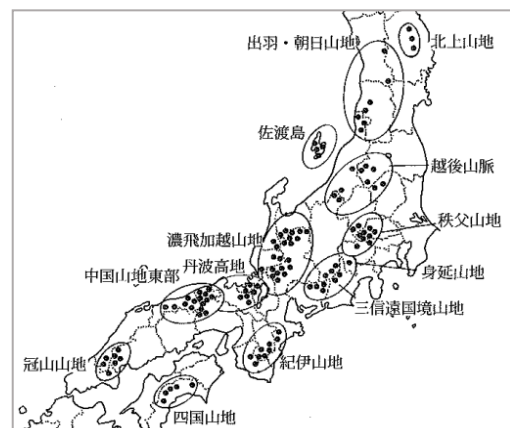 出羽・朝日山地
北上山地
佐渡島
越後山脈
秩父山地
濃飛加越山地
丹波高地
身延山地
中国山地東部
三信遠国境山地
冠山山地
紀伊山地
四国山地